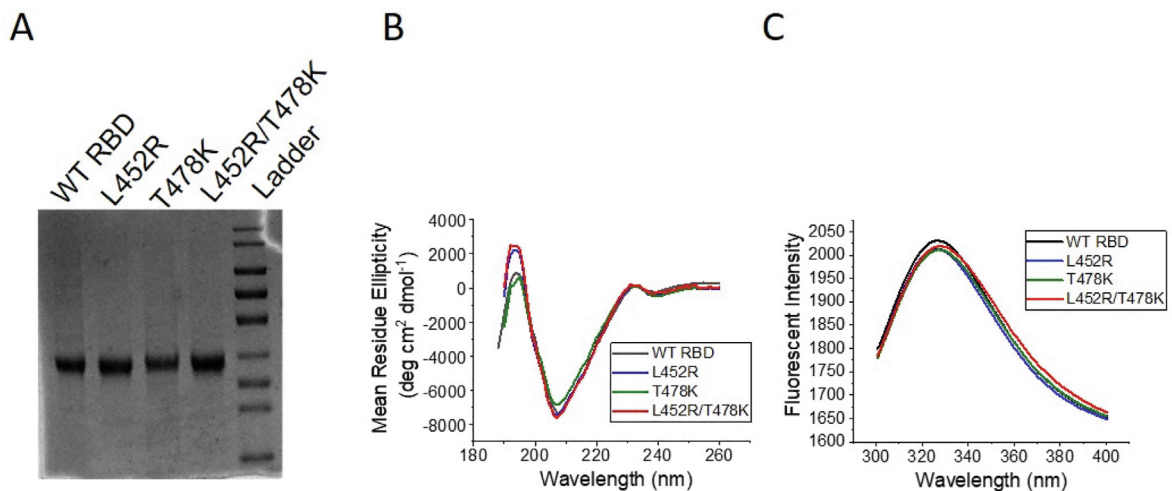 A
B
C
WT RBD
L452R
T478K
L452R/T478K
Ladder
4000
2000
0
-2000
-4000
-6000
-8000
Mean Residue Ellipticity
(deg cm² dmol⁻¹)
WT RBD
L452R
T478K
L452R/T478K
180 200 220 240 260
Wavelength (nm)
2050
2000
1950
1900
1850
1800
1750
1700
1650
1600
Fluorescent Intensity
WT RBD
L452R
T478K
L452R/T478K
300 320 340 360 380 400
Wavelength (nm)